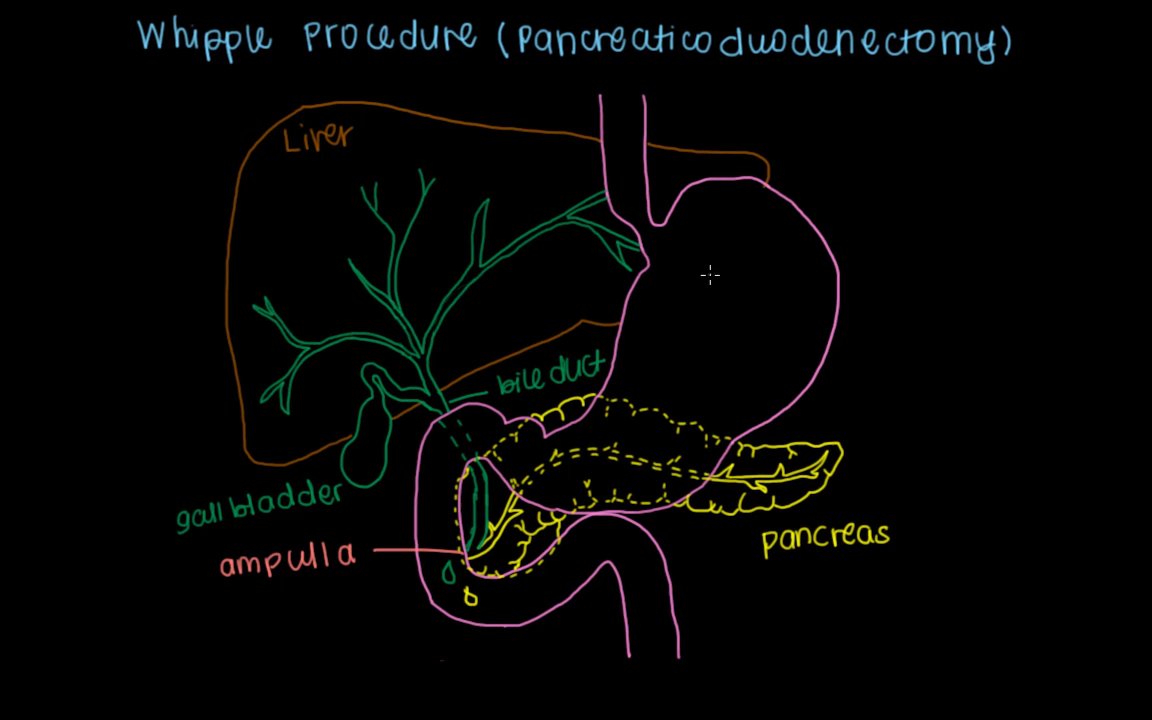 Whipple Procedure (Pancreaticoduodenectomy)
Liver
bile duct
gallbladder
ampulla
pancreas